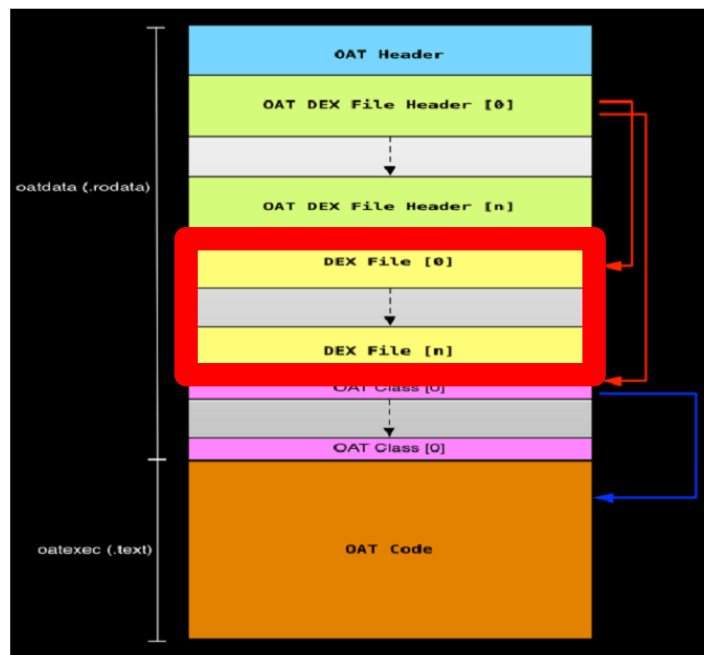 OAT Header
OAT DEX File Header [0]
oatdata (.rodata)
OAT DEX File Header [n]
DEX File [0]
DEX File [n]
OAT Class [0]
OAT Class [0]
oatexec (.text)
OAT Code